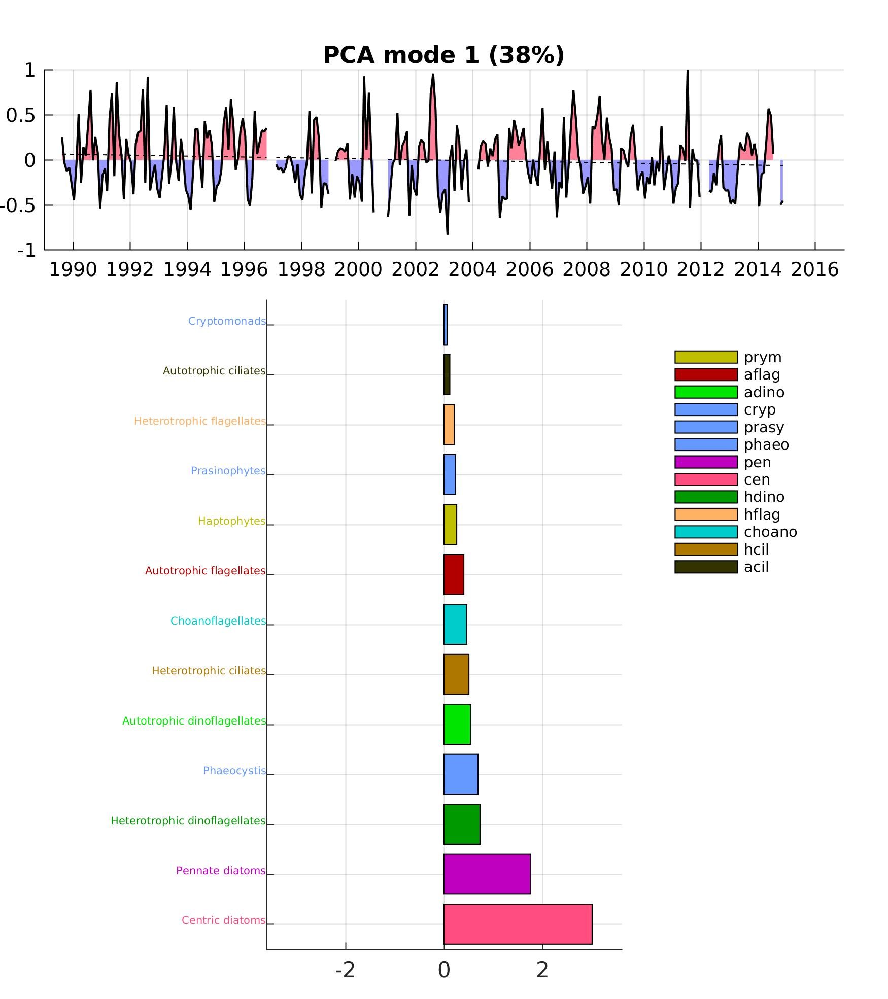 PCA mode 1 (38%)
1
0.5
0
-0.5
-1
1990 1992 1994 1996 1998 2000 2002 2004 2006 2008 2010 2012 2014 2016
Cryptomonads
Autotrophic ciliates
Heterotrophic flagellates
Prasinophytes
Haptophytes
Autotrophic flagellates
Choanoflagellates
Heterotrophic ciliates
Autotrophic dinoflagellates
Phaeocystis
Heterotrophic dinoflagellates
Pennate diatoms
Centric diatoms
-2 0 2
prym
aflag
adino
cryp
prasy
phaeo
pen
cen
hdino
hflag
choano
hcil
acil